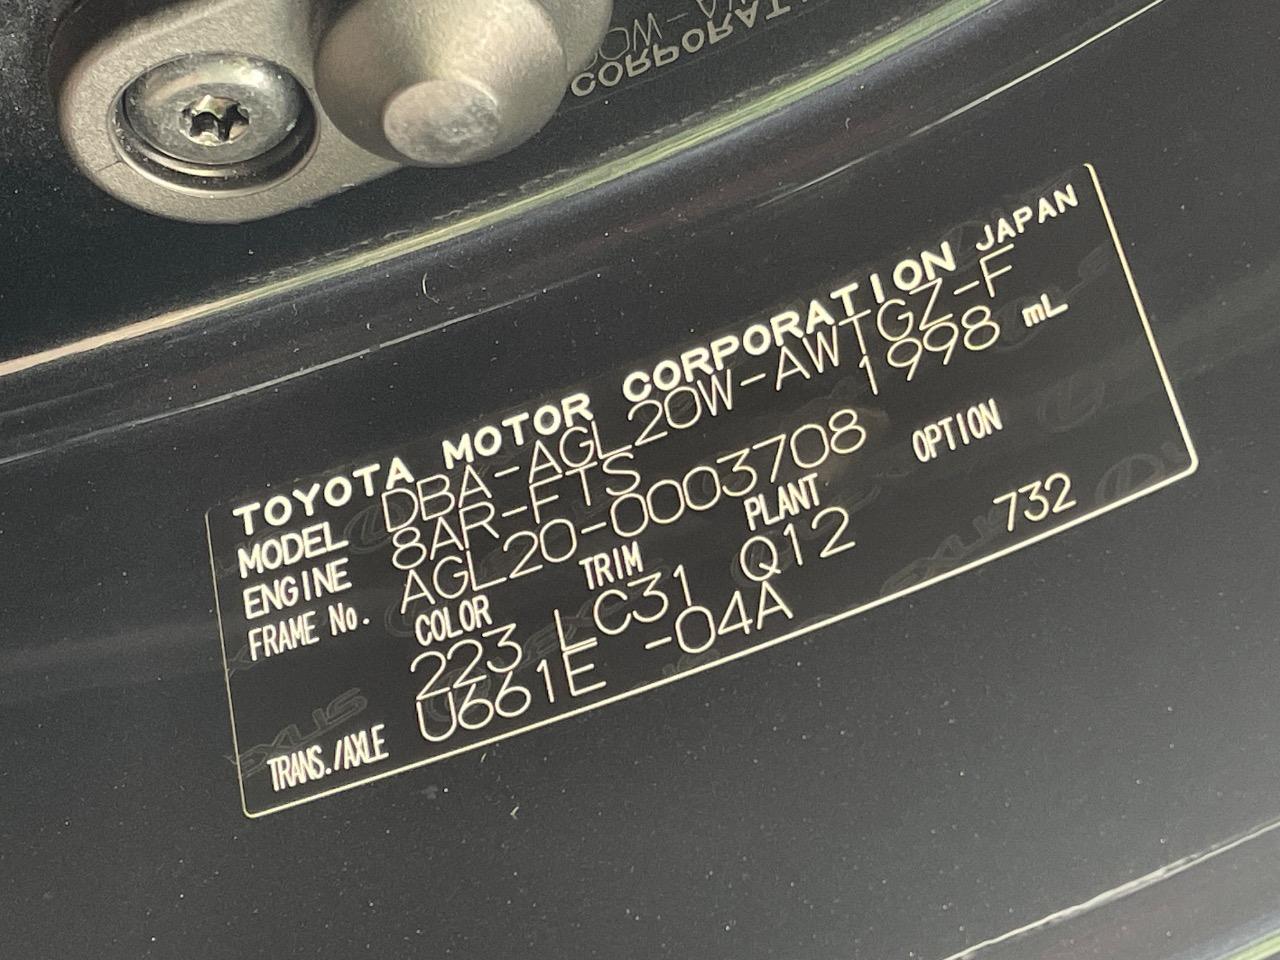 TOYOTA MOTOR CORPORATION JAPAN
MODEL DBA-AGL20W-AWTGZ-F
ENGINE 8AR-FTS 1998 mL
FRAME No. AGL20-0003708
COLOR TRIM PLANT OPTION
223 LC31 Q12 732
TRANS./AXLE U661E -04A